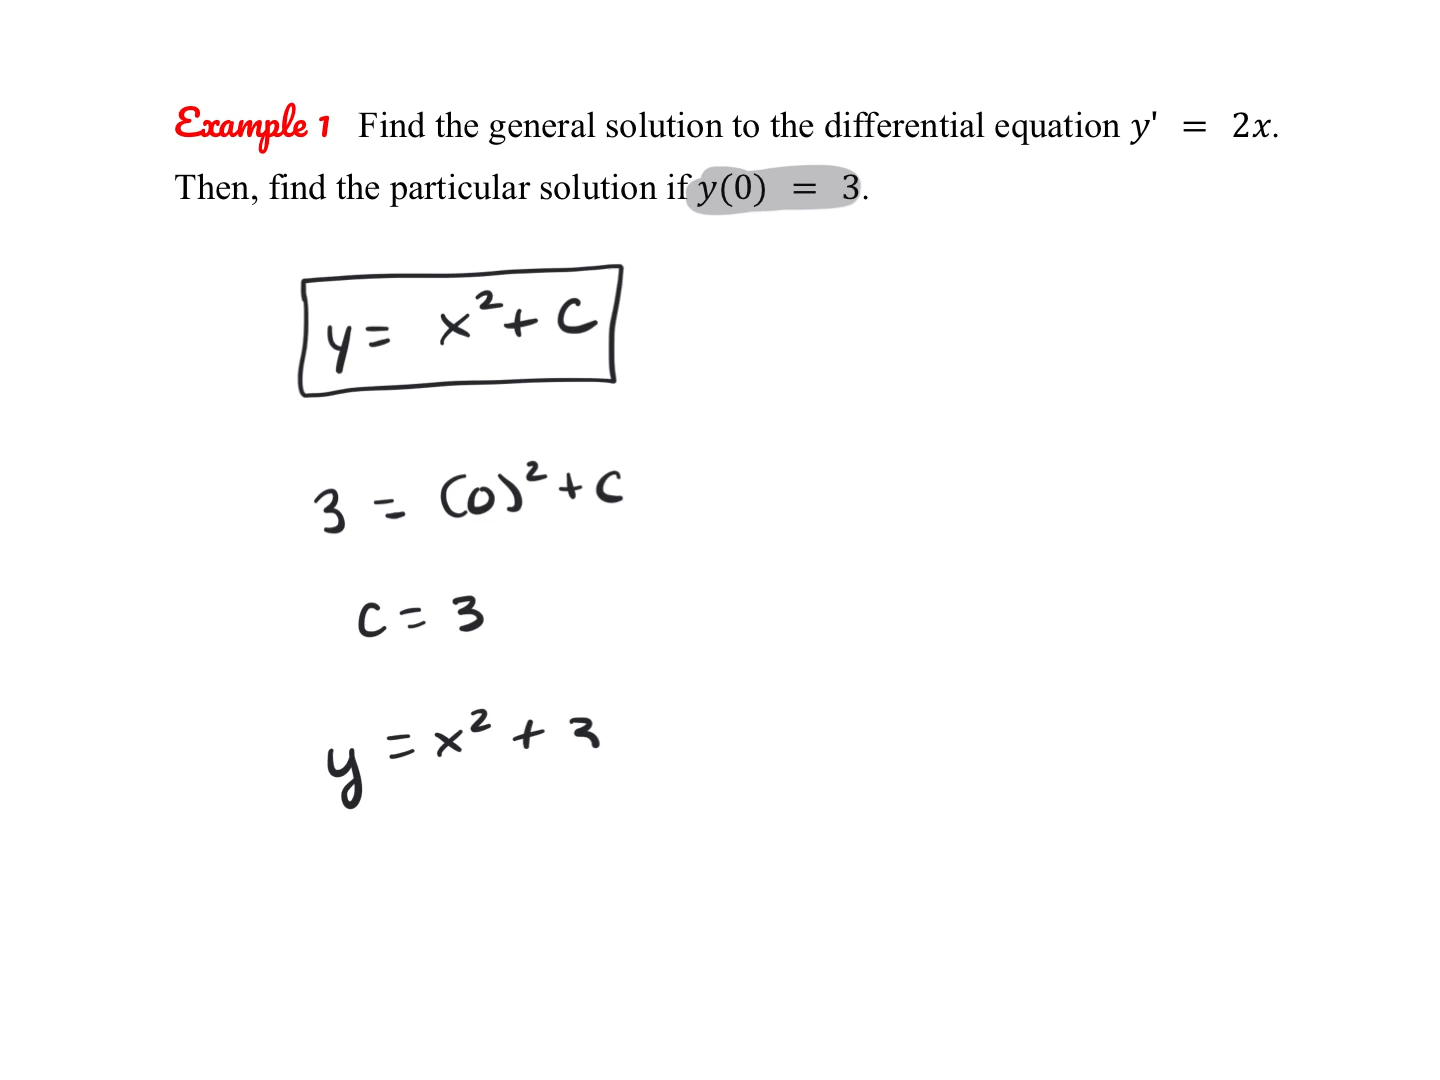 Example 1 Find the general solution to the differential equation y' = 2x.
Then, find the particular solution if y(0) = 3.
y = x² + C
3 = (0)² + C
C = 3
y = x² + 3